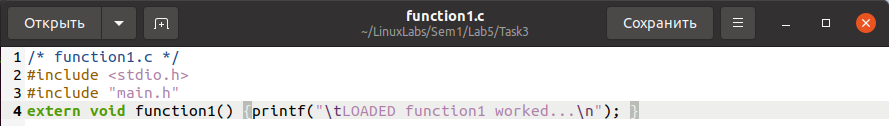 Открыть
function1.c
~/LinuxLabs/Sem1/Lab5/Task3
Сохранить
1 /* function1.c */
2 #include <stdio.h>
3 #include "main.h"
4 extern void function1() {printf("\tLOADED function1 worked...\n"); }